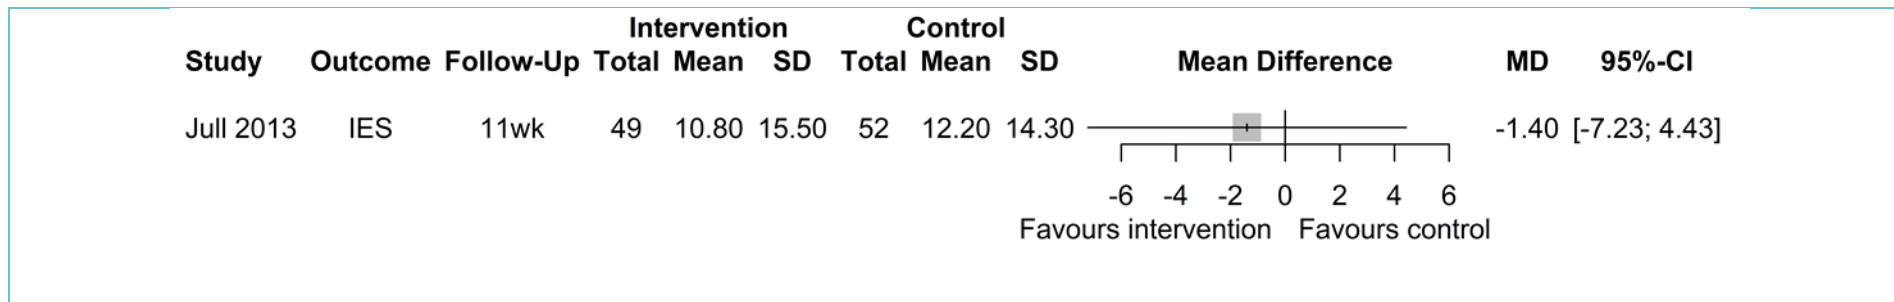 Intervention Control
Study Outcome Follow-Up Total Mean SD Total Mean SD Mean Difference MD 95%-CI
Jull 2013 IES 11wk 49 10.80 15.50 52 12.20 14.30 -1.40 [-7.23; 4.43]
-6 -4 -2 0 2 4 6
Favours intervention Favours control